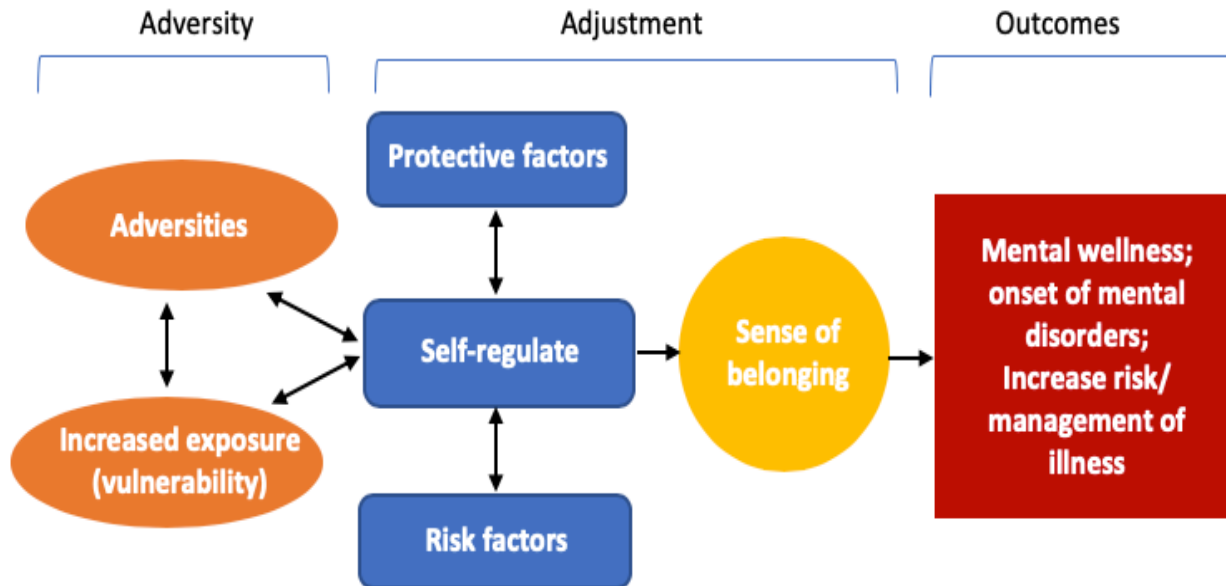 Adversity
Adjustment
Outcomes
Protective factors
Adversities
Self-regulate
Sense of
belonging
Mental wellness;
onset of mental
disorders;
Increase risk/
management of
illness
Increased exposure
(vulnerability)
Risk factors